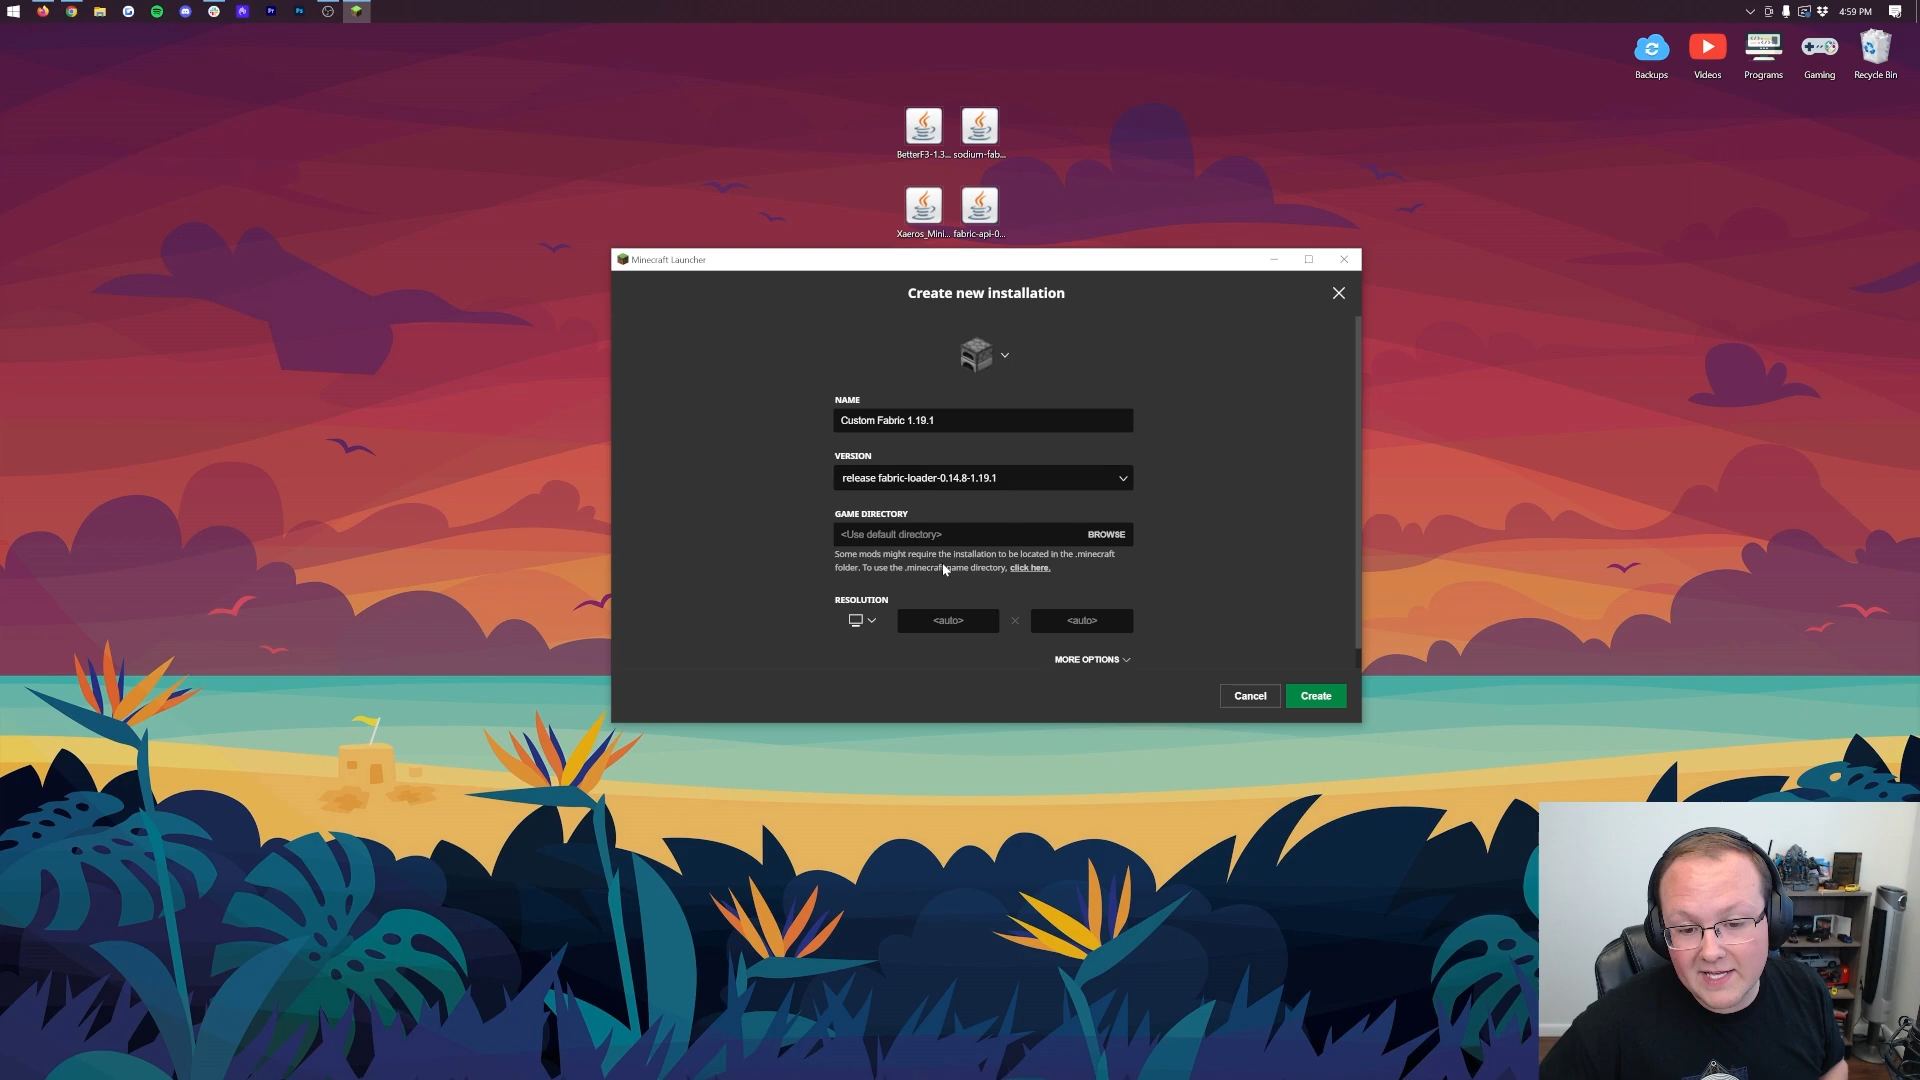 4:59 PM
Backups
Videos
Programs
Gaming
Recycle Bin
BetterF3-1.3...
sodium-fab...
Xaeros_Mini...
fabric-api-0...
Minecraft Launcher
Create new installation
NAME
Custom Fabric 1.19.1
VERSION
release fabric-loader-0.14.8-1.19.1
GAME DIRECTORY
<Use default directory>
BROWSE
Some mods might require the installation to be located in the .minecraft
folder. To use the .minecraft game directory, click here.
RESOLUTION
<auto>
<auto>
MORE OPTIONS
Cancel
Create